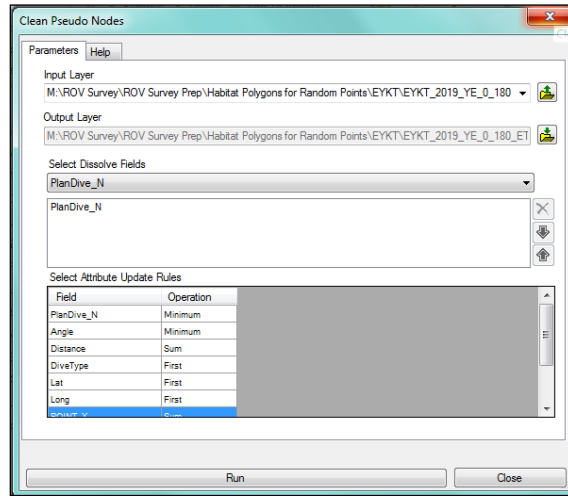 Clean Pseudo Nodes
Parameters Help
Input Layer
M:\ROV Survey\ROV Survey Prep\Habitat Polygons for Random Points\EYKT\EYKT_2019_YE_0_180
Output Layer
M:\ROV Survey\ROV Survey Prep\Habitat Polygons for Random Points\EYKT\EYKT_2019_YE_0_180_ET
Select Dissolve Fields
PlanDive_N
PlanDive_N
Select Attribute Update Rules
Field Operation
PlanDive_N Minimum
Angle Minimum
Distance Sum
DiveType First
Lat First
Long First
POINT_X Sum
Run Close